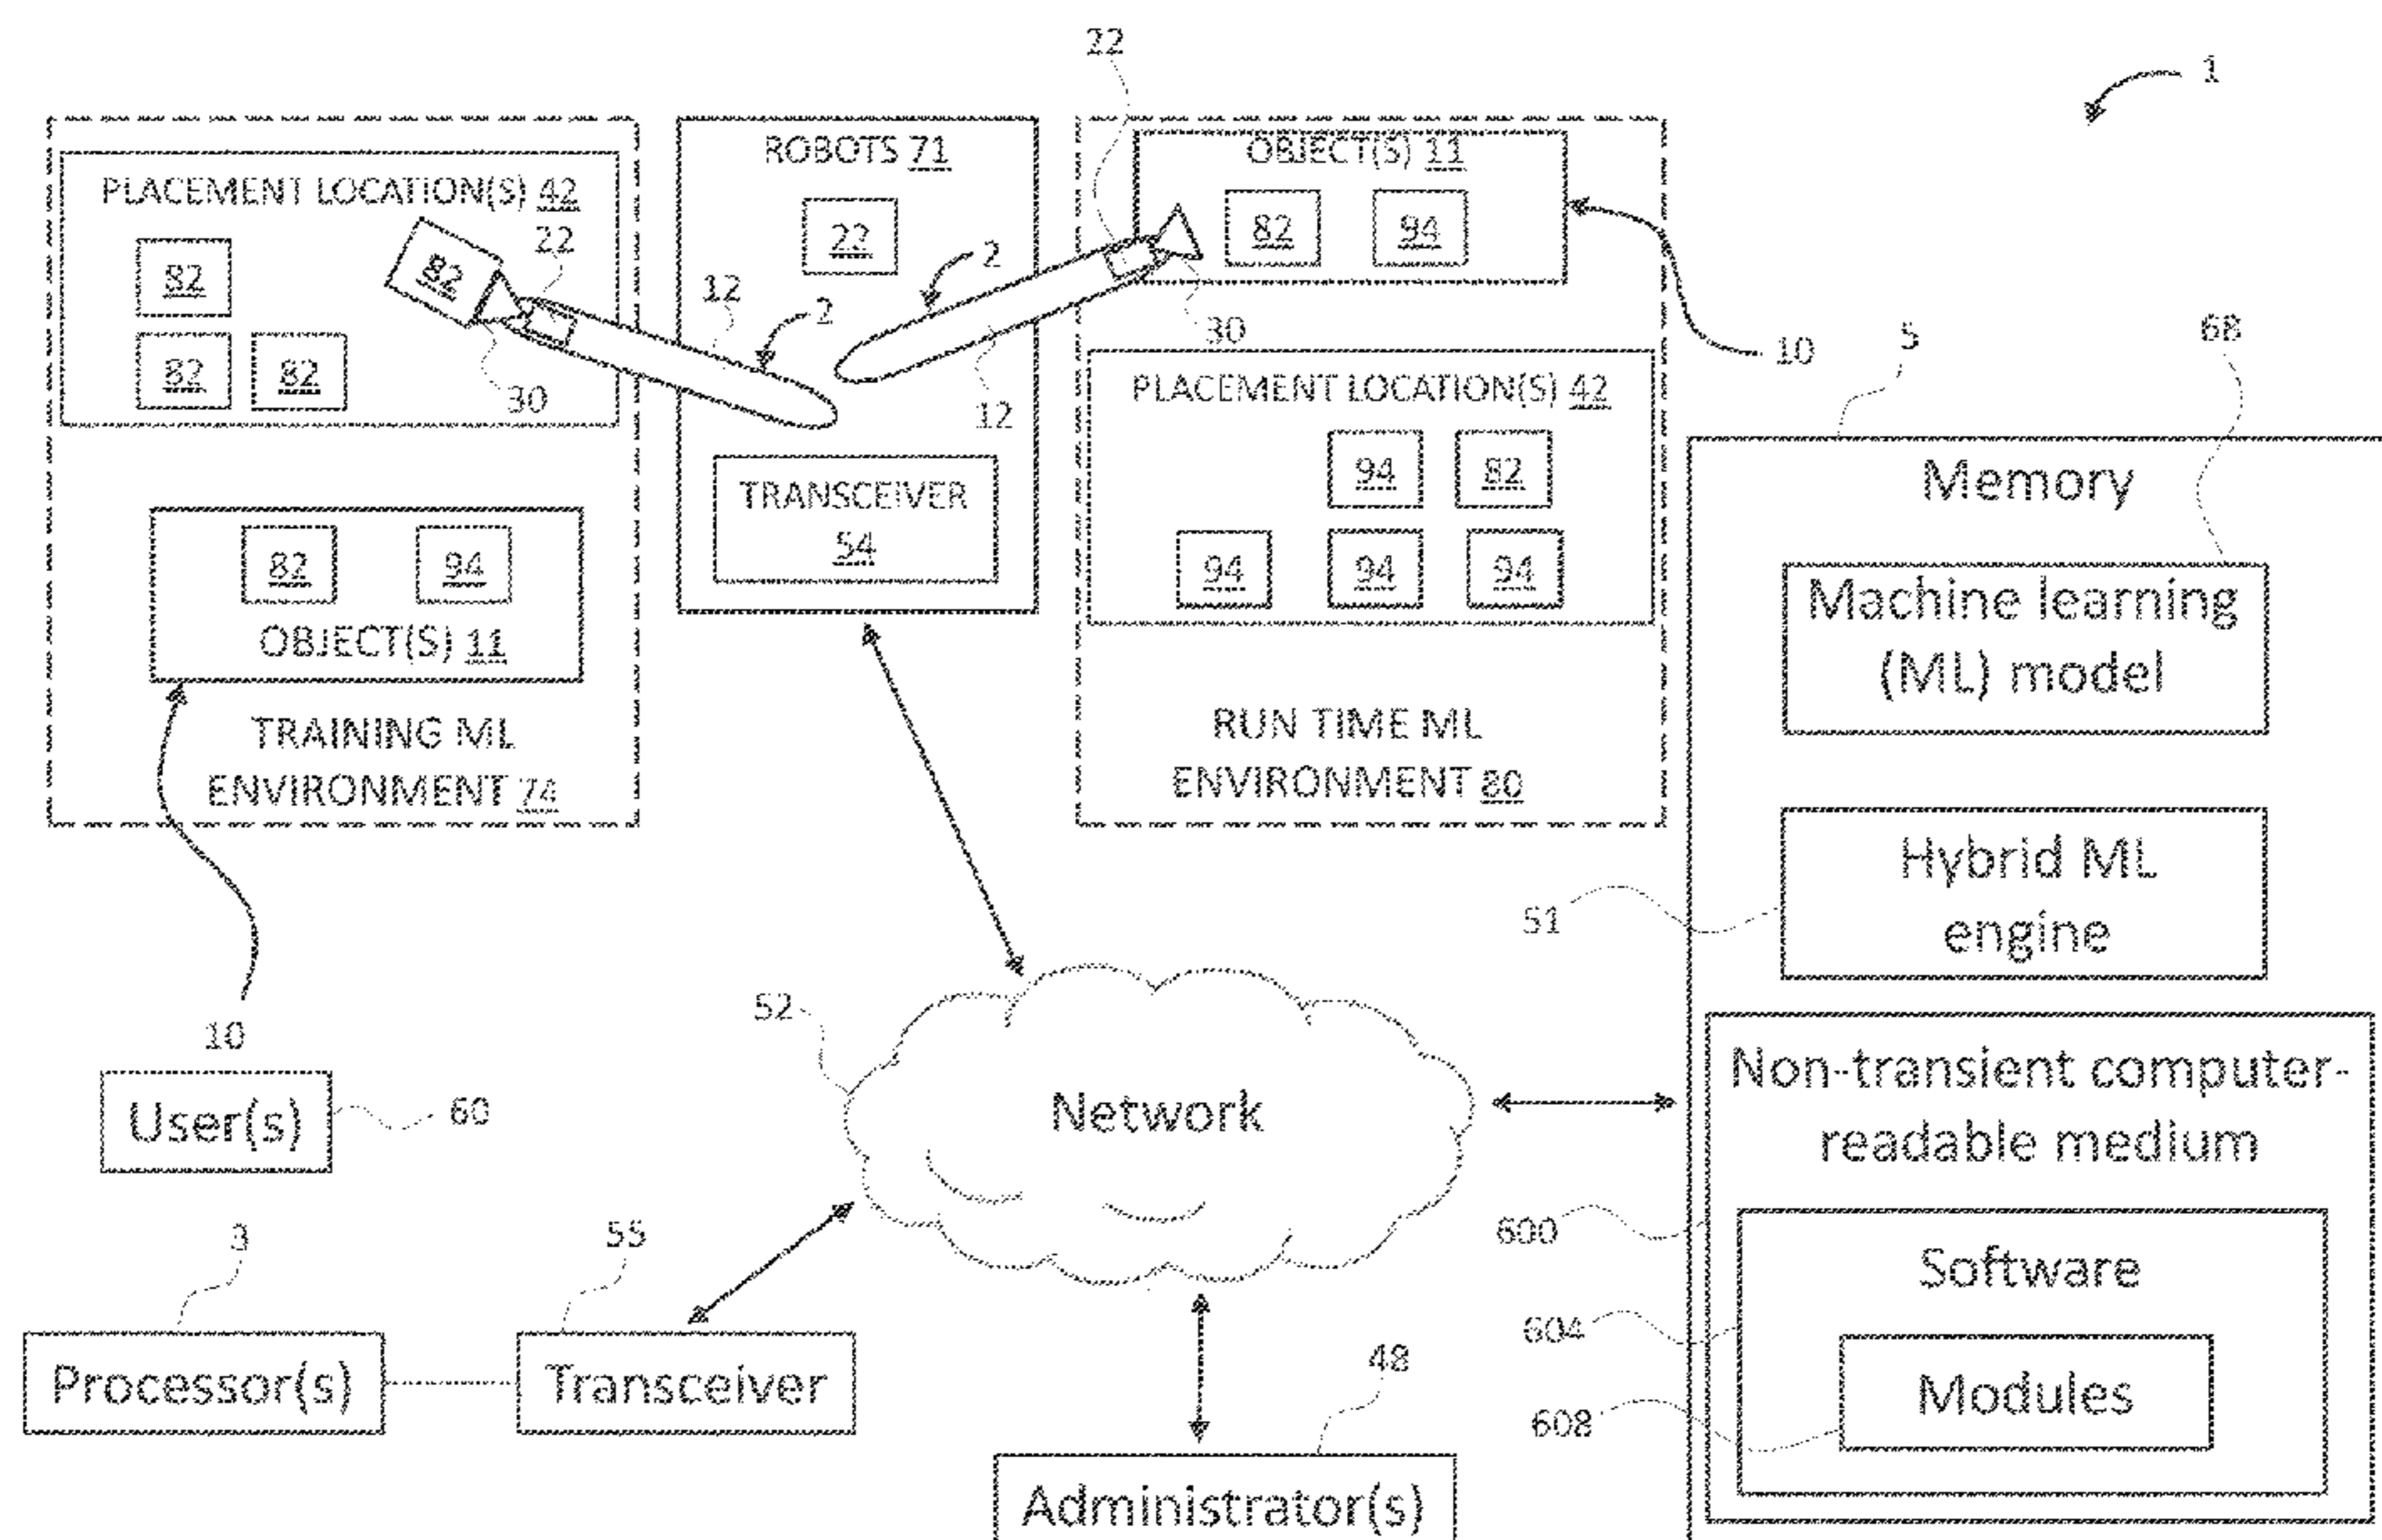 22
1
ROBOTS 71
OBJECT(S) 11
PLACEMENT LOCATION(S) 42
22
82
94
82
82
22
12
2
2
30
10
5
68
82
82
30
12
PLACEMENT LOCATION(S) 42
94
82
Memory
TRANSCEIVER
54
82
94
94
94
94
Machine learning
(ML) model
OBJECT(S) 11
TRAINING ML
ENVIRONMENT 74
RUN TIME ML
ENVIRONMENT 80
Hybrid ML
engine
51
52
10
Non-transient computer-
readable medium
User(s)
60
Network
600
3
55
Software
604
Processor(s)
Transceiver
48
Modules
608
Administrator(s)